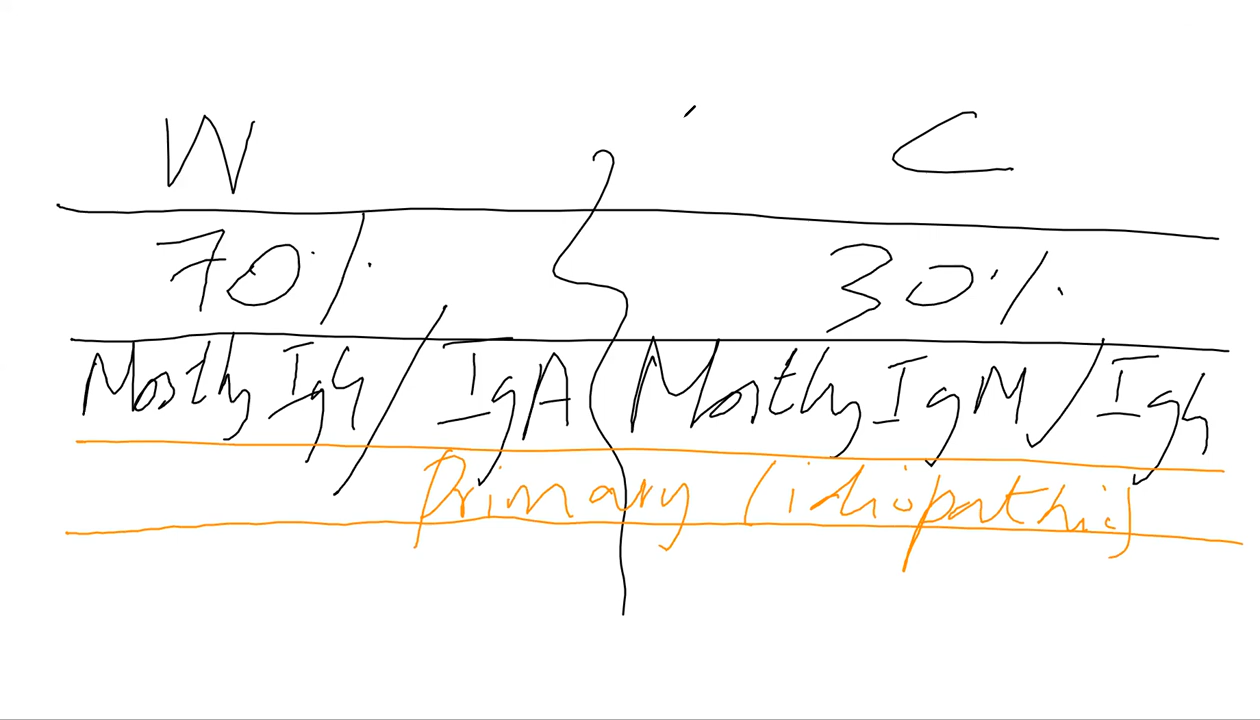 W C
70% 30%
Mostly IgG / IgA Mostly IgM / IgG
Primary (idiopathic)